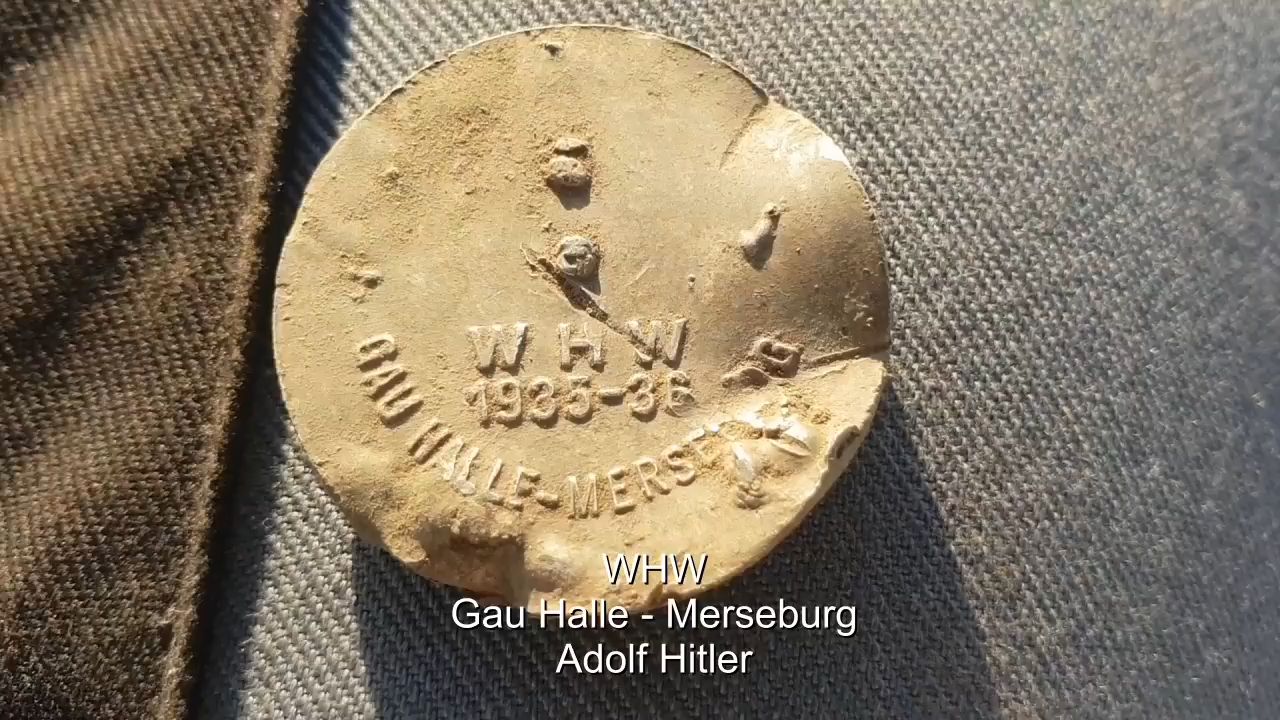 W H W
1935-36
GAU HALLE-MERSE
WHW
Gau Halle - Merseburg
Adolf Hitler